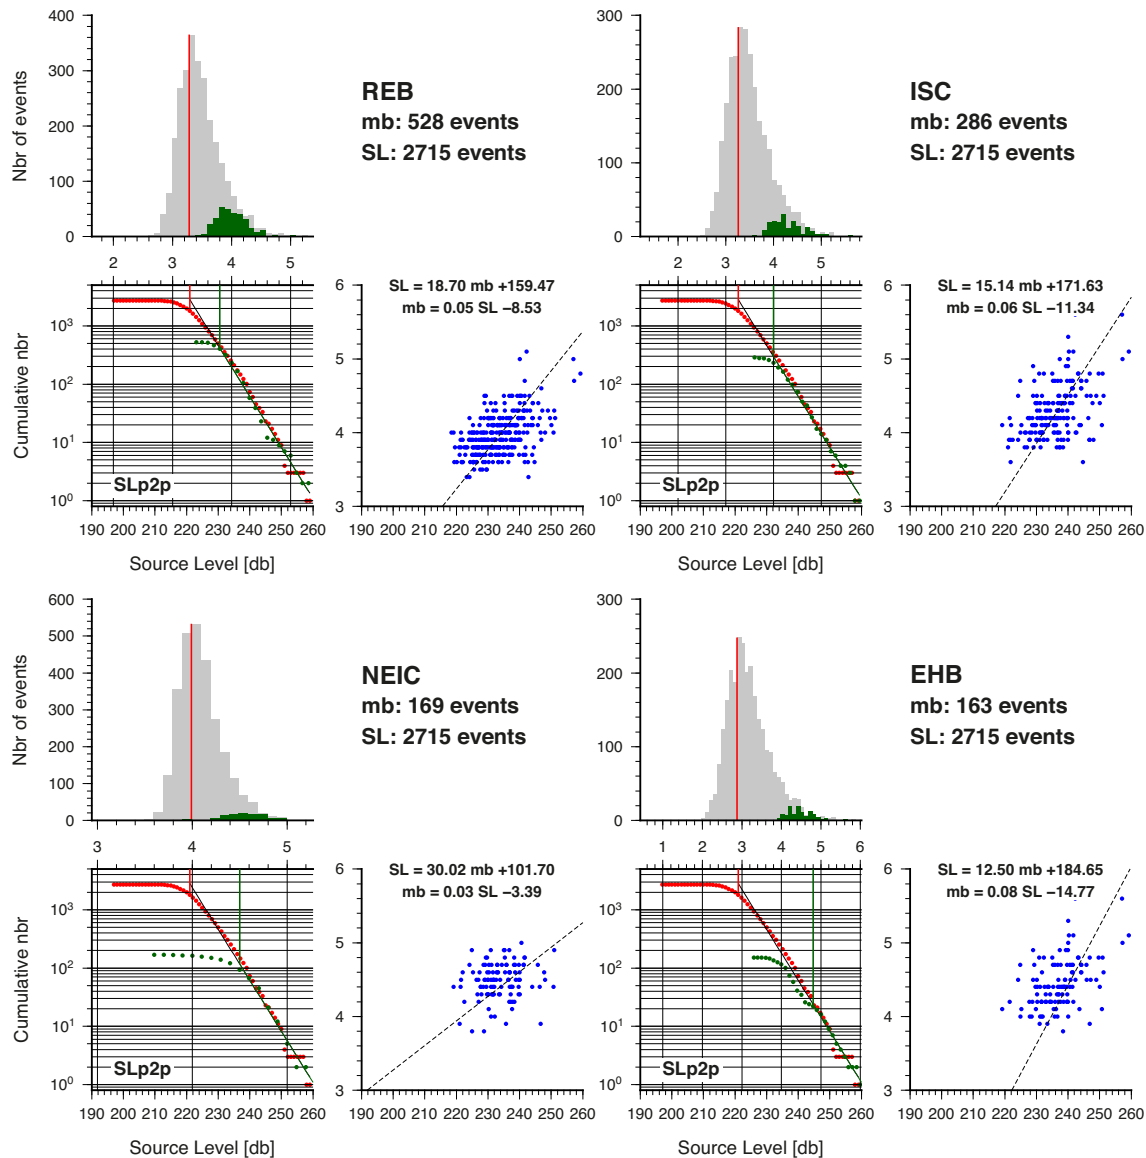 400
300
200
100
0
Nbr of events
2 3 4 5
REB
mb: 528 events
SL: 2715 events
300
200
100
0
2 3 4 5
ISC
mb: 286 events
SL: 2715 events
10³
10²
10¹
10⁰
Cumulative nbr
SLp2p
190 200 210 220 230 240 250 260
Source Level [db]
6
5
4
3
SL = 18.70 mb +159.47
mb = 0.05 SL −8.53
190 200 210 220 230 240 250 260
10³
10²
10¹
10⁰
SLp2p
190 200 210 220 230 240 250 260
Source Level [db]
6
5
4
3
SL = 15.14 mb +171.63
mb = 0.06 SL −11.34
190 200 210 220 230 240 250 260
600
500
400
300
200
100
0
Nbr of events
3 4 5
NEIC
mb: 169 events
SL: 2715 events
300
200
100
0
1 2 3 4 5 6
EHB
mb: 163 events
SL: 2715 events
10³
10²
10¹
10⁰
Cumulative nbr
SLp2p
190 200 210 220 230 240 250 260
Source Level [db]
6
5
4
3
SL = 30.02 mb +101.70
mb = 0.03 SL −3.39
190 200 210 220 230 240 250 260
10³
10²
10¹
10⁰
SLp2p
190 200 210 220 230 240 250 260
Source Level [db]
6
5
4
3
SL = 12.50 mb +184.65
mb = 0.08 SL −14.77
190 200 210 220 230 240 250 260